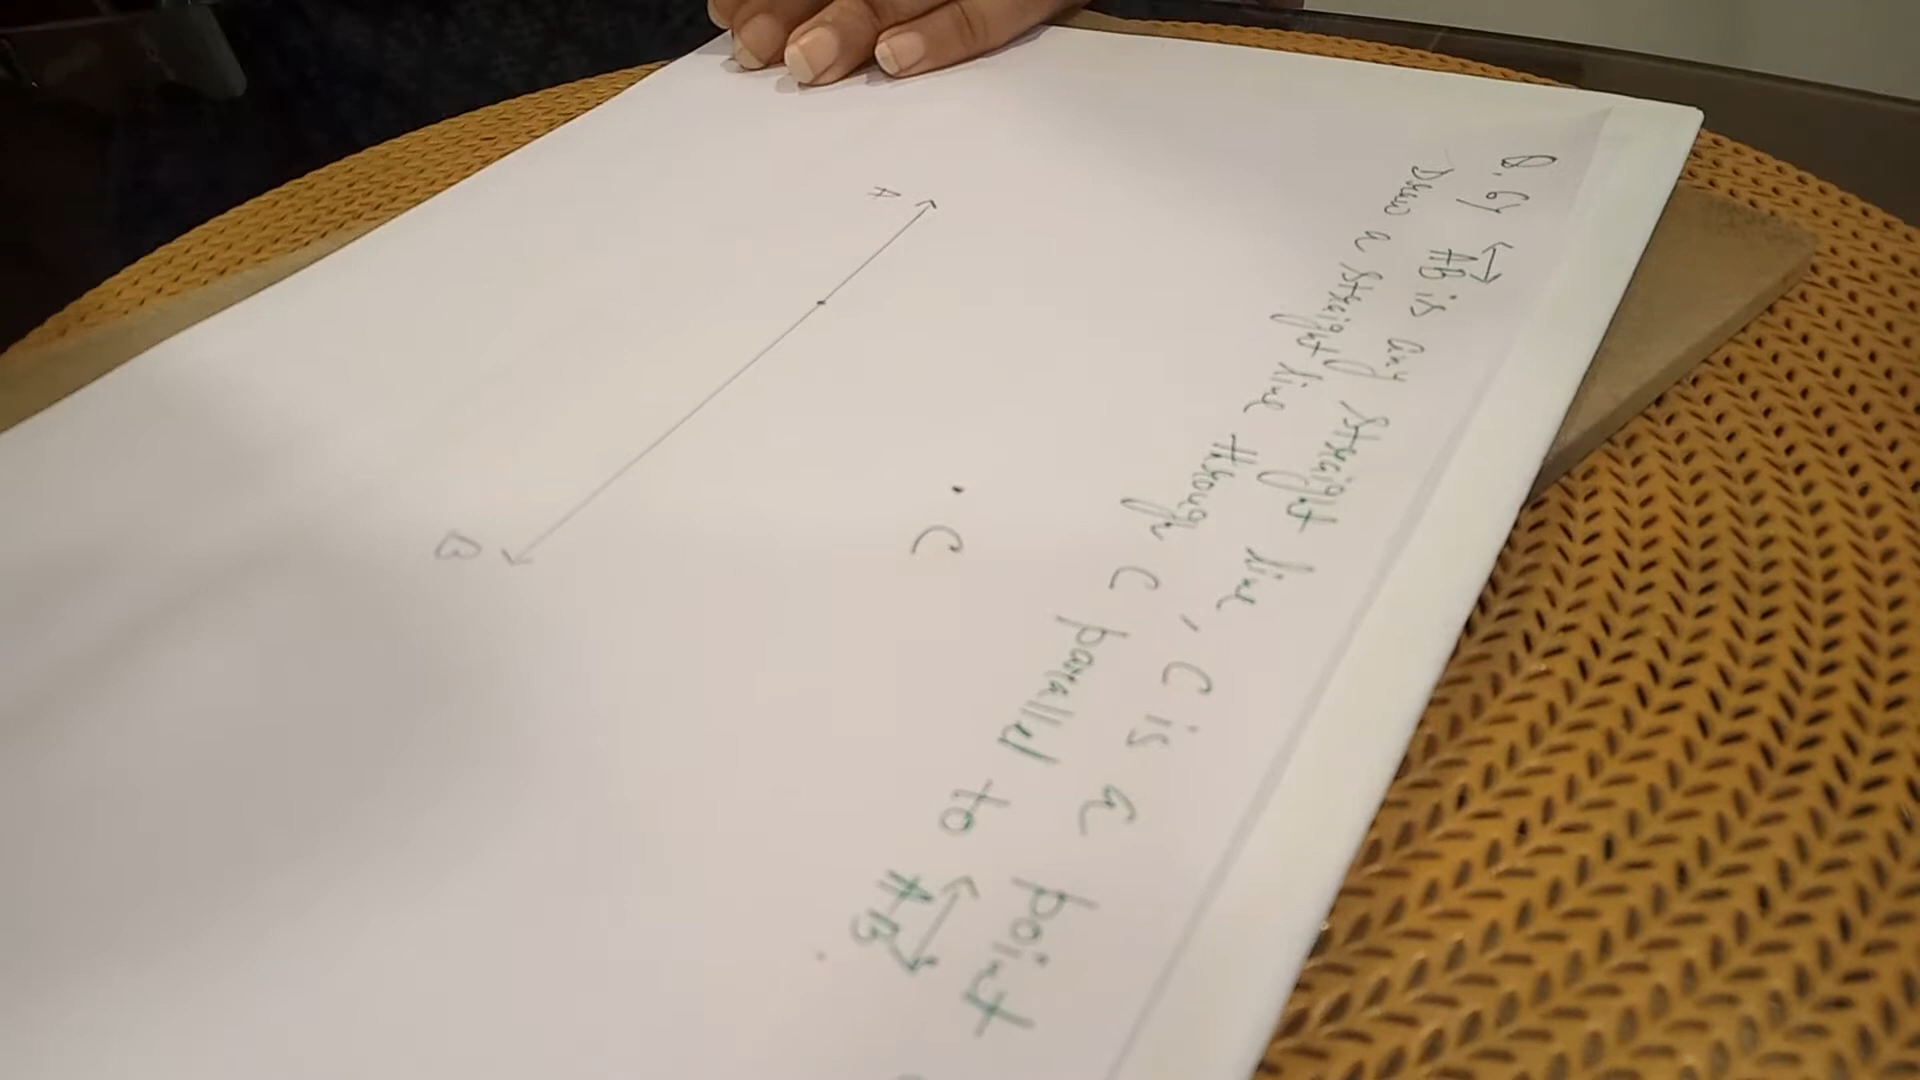 Q. 6) AB is any straight line, C is a point
Draw a straight line through C parallel to AB.
A
C
B